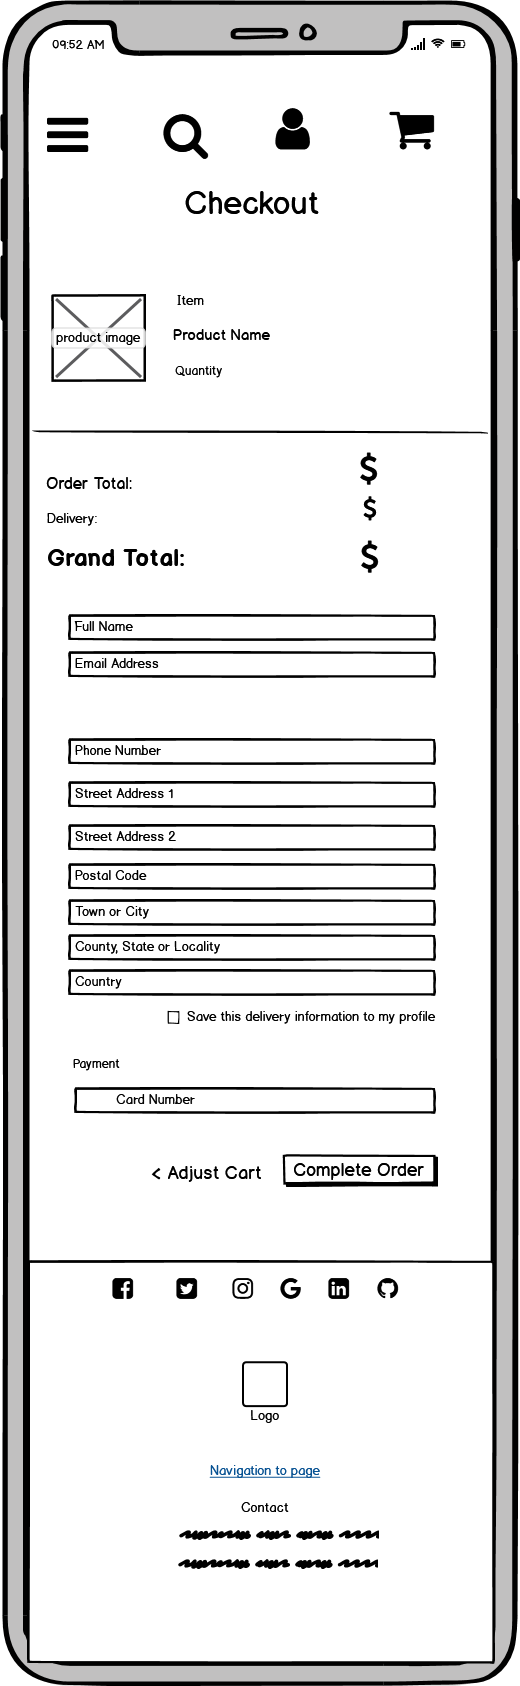 09:52 AM
Checkout
Item
product image
Product Name
Quantity
Order Total: $
Delivery: $
Grand Total: $
Full Name
Email Address
Phone Number
Street Address 1
Street Address 2
Postal Code
Town or City
County, State or Locality
Country
Save this delivery information to my profile
Payment
Card Number
< Adjust Cart Complete Order
Logo
Navigation to page
Contact